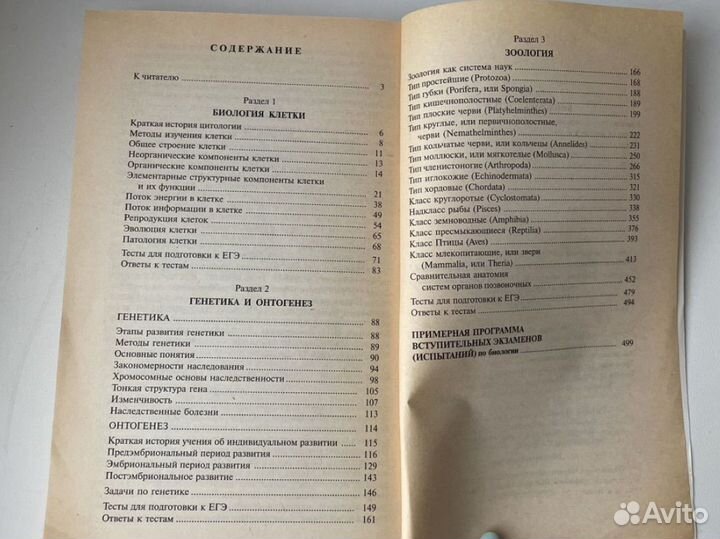 СОДЕРЖАНИЕ
К читателю 3
Раздел 1
БИОЛОГИЯ КЛЕТКИ
Краткая история цитологии 6
Методы изучения клетки 8
Общее строение клетки 11
Неорганические компоненты клетки 13
Органические компоненты клетки 14
Элементарные структурные компоненты клетки
и их функции 21
Поток энергии в клетке 38
Поток информации в клетке 49
Репродукция клеток 54
Эволюция клетки 65
Патология клетки 68
Тесты для подготовки к ЕГЭ 71
Ответы к тестам 83
Раздел 2
ГЕНЕТИКА И ОНТОГЕНЕЗ
ГЕНЕТИКА 88
Этапы развития генетики 88
Методы генетики 89
Основные понятия 90
Закономерности наследования 94
Хромосомные основы наследственности 98
Тонкая структура гена 105
Изменчивость 107
Наследственные болезни 113
ОНТОГЕНЕЗ 114
Краткая история учения об индивидуальном развитии 115
Предэмбриональный период развития 116
Эмбриональный период развития 129
Постэмбриональное развитие 143
Задачи по генетике 146
Тесты для подготовки к ЕГЭ 149
Ответы к тестам 161
Раздел 3
ЗООЛОГИЯ
Зоология как система наук 166
Тип простейшие (Protozoa) 168
Тип губки (Porifera, или Spongia) 188
Тип кишечнополостные (Coelenterata) 189
Тип плоские черви (Platyhelminthes) 199
Тип круглые, или первичнополостные,
черви (Nemathelminthes) 222
Тип кольчатые черви, или кольчецы (Annelides) 231
Тип моллюски, или мягкотелые (Mollusca) 250
Тип членистоногие (Arthropoda) 265
Тип иглокожие (Echinodermata) 315
Тип хордовые (Chordata) 321
Класс круглоротые (Cyclostomata) 330
Надкласс рыбы (Pisces) 338
Класс земноводные (Amphibia) 355
Класс пресмыкающиеся (Reptilia) 376
Класс Птицы (Aves) 393
Класс млекопитающие, или звери
(Mammalia, или Theria) 413
Сравнительная анатомия
систем органов позвоночных 452
Тесты для подготовки к ЕГЭ 479
Ответы к тестам 494
ПРИМЕРНАЯ ПРОГРАММА
ВСТУПИТЕЛЬНЫХ ЭКЗАМЕНОВ
(ИСПЫТАНИЙ) по биологии 499
Avito